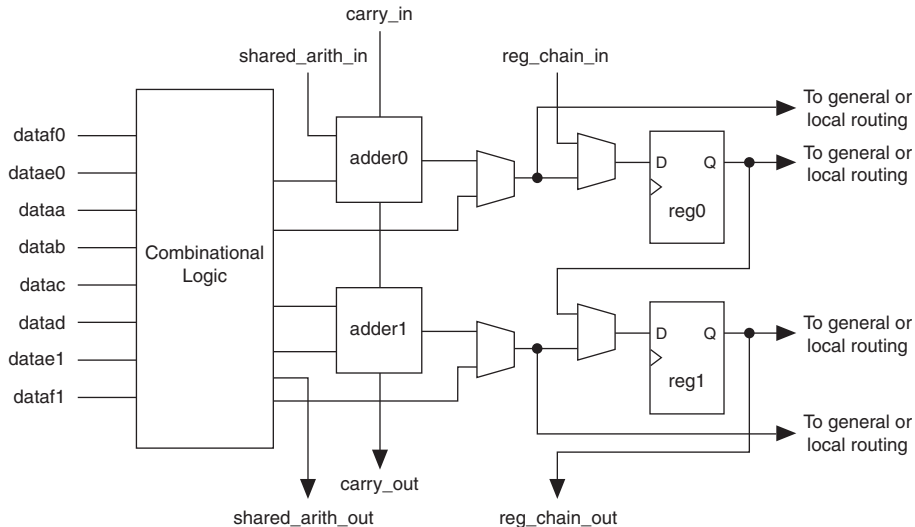 carry_in
shared_arith_in
reg_chain_in
To general or
local routing
dataf0
adder0
D
Q
To general or
local routing
datae0
reg0
dataa
datab
Combinational
Logic
datac
datad
adder1
D
Q
To general or
local routing
datae1
reg1
dataf1
To general or
local routing
carry_out
shared_arith_out
reg_chain_out